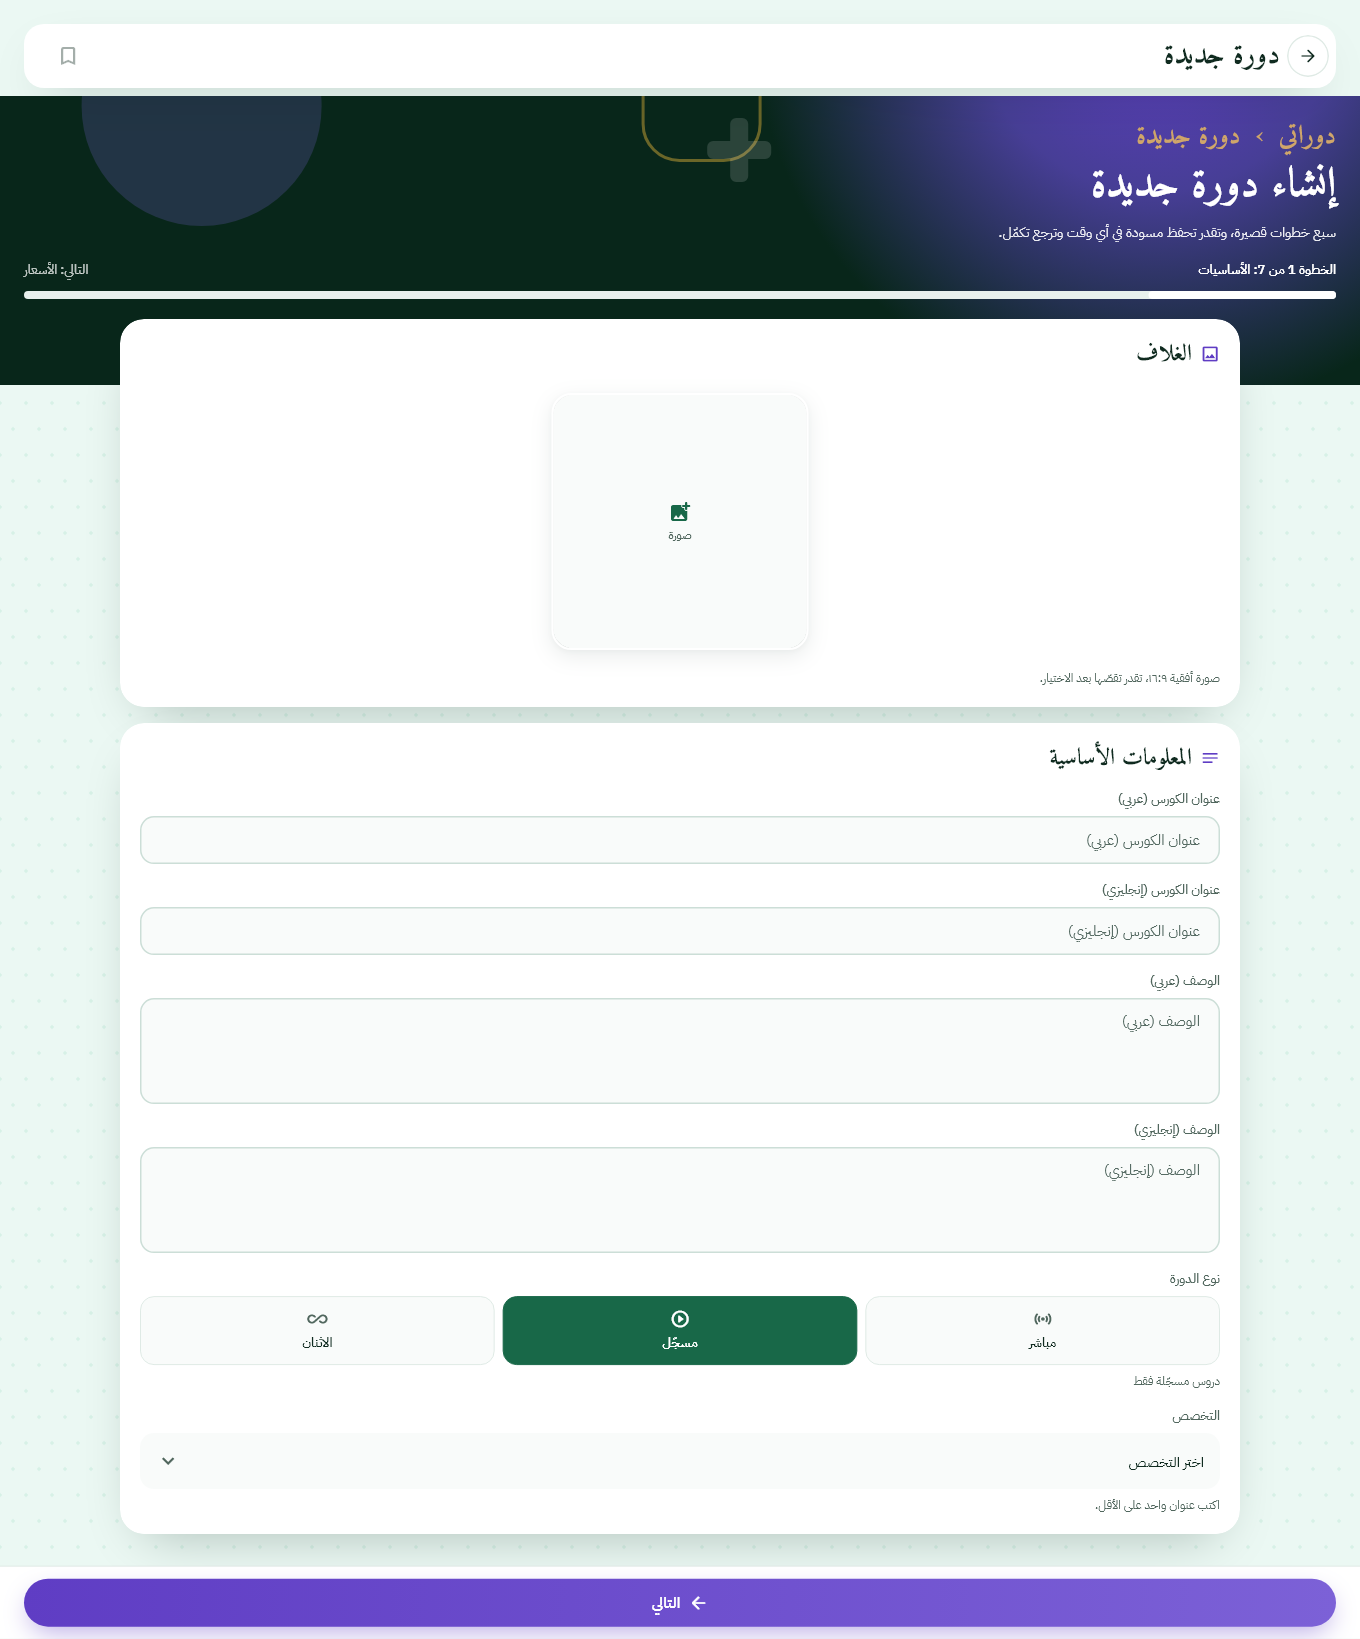 دورة جديدة
دوراتي › دورة جديدة
إنشاء دورة جديدة
سبع خطوات قصيرة، وتقدر تحفظ مسودة في أي وقت وترجع تكمّل.
الخطوة 1 من 7: الأساسيات
التالي: الأسعار
الغلاف
صورة
صورة أفقية ١٦:٩، تقدر تقصّها بعد الاختيار.
المعلومات الأساسية
عنوان الكورس (عربي)
عنوان الكورس (عربي)
عنوان الكورس (إنجليزي)
عنوان الكورس (إنجليزي)
الوصف (عربي)
الوصف (عربي)
الوصف (إنجليزي)
الوصف (إنجليزي)
نوع الدورة
مباشر
مسجّل
الاثنان
دروس مسجّلة فقط
التخصص
اختر التخصص
اكتب عنوان واحد على الأقل.
التالي